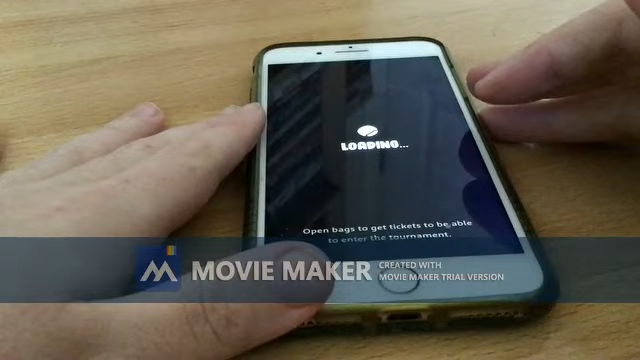 LOADING...
Open bags to get tickets to be able
to enter the tournament.
MOVIE MAKER
CREATED WITH
MOVIE MAKER TRIAL VERSION